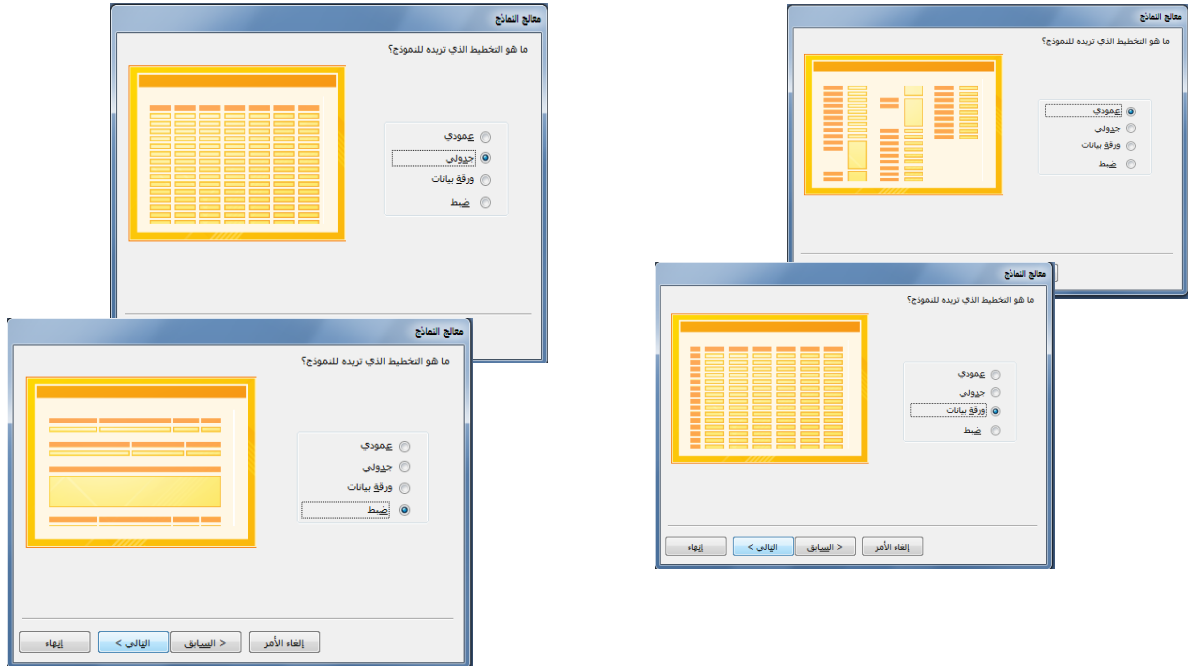 معالج النماذج
ما هو التخطيط الذي تريده للنموذج؟
عمودي
جدولي
ورقة بيانات
ضبط
معالج النماذج
ما هو التخطيط الذي تريده للنموذج؟
عمودي
جدولي
ورقة بيانات
ضبط
معالج النماذج
ما هو التخطيط الذي تريده للنموذج؟
عمودي
جدولي
ورقة بيانات
ضبط
إلغاء الأمر
< السابق
التالي >
إنهاء
معالج النماذج
ما هو التخطيط الذي تريده للنموذج؟
عمودي
جدولي
ورقة بيانات
ضبط
إلغاء الأمر
< السابق
التالي >
إنهاء